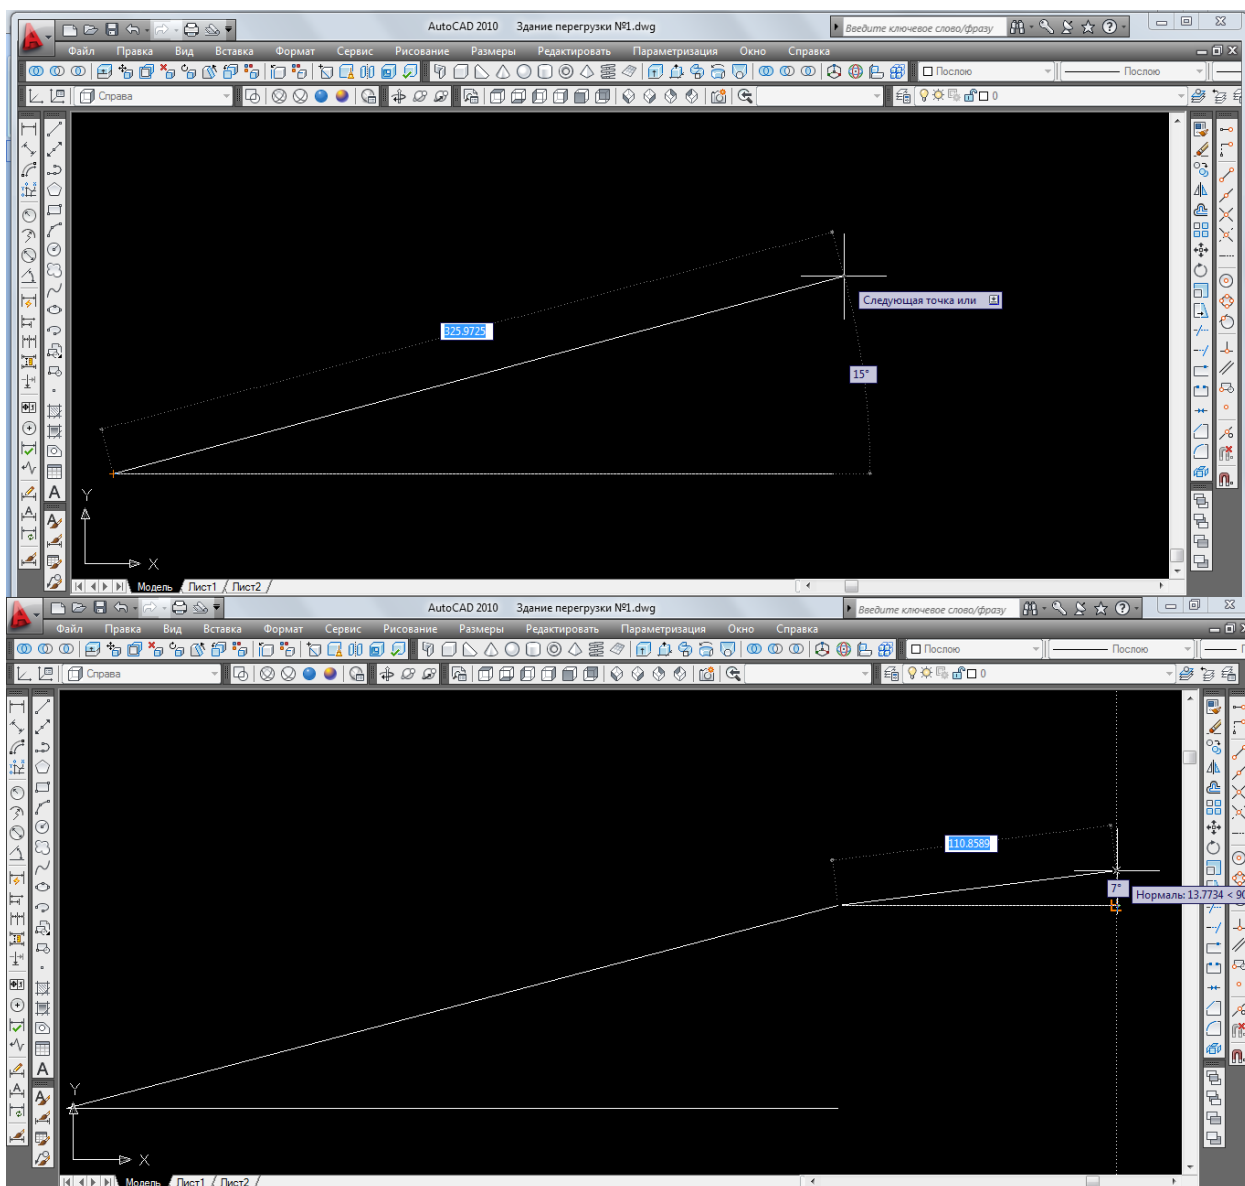 AutoCAD 2010 Здание перегрузки №1.dwg Введите ключевое слово/фразу
Файл Правка Вид Вставка Формат Сервис Рисование Размеры Редактировать Параметризация Окно Справка
Послою Послою
Справа 0
Следующая точка или
325.9725
15°
Y
X
Модель Лист1 Лист2
AutoCAD 2010 Здание перегрузки №1.dwg Введите ключевое слово/фразу
Файл Правка Вид Вставка Формат Сервис Рисование Размеры Редактировать Параметризация Окно Справка
Послою Послою
Справа 0
110.8589
7° Нормаль: 13.7734 < 90
Y
X
Модель Лист1 Лист2